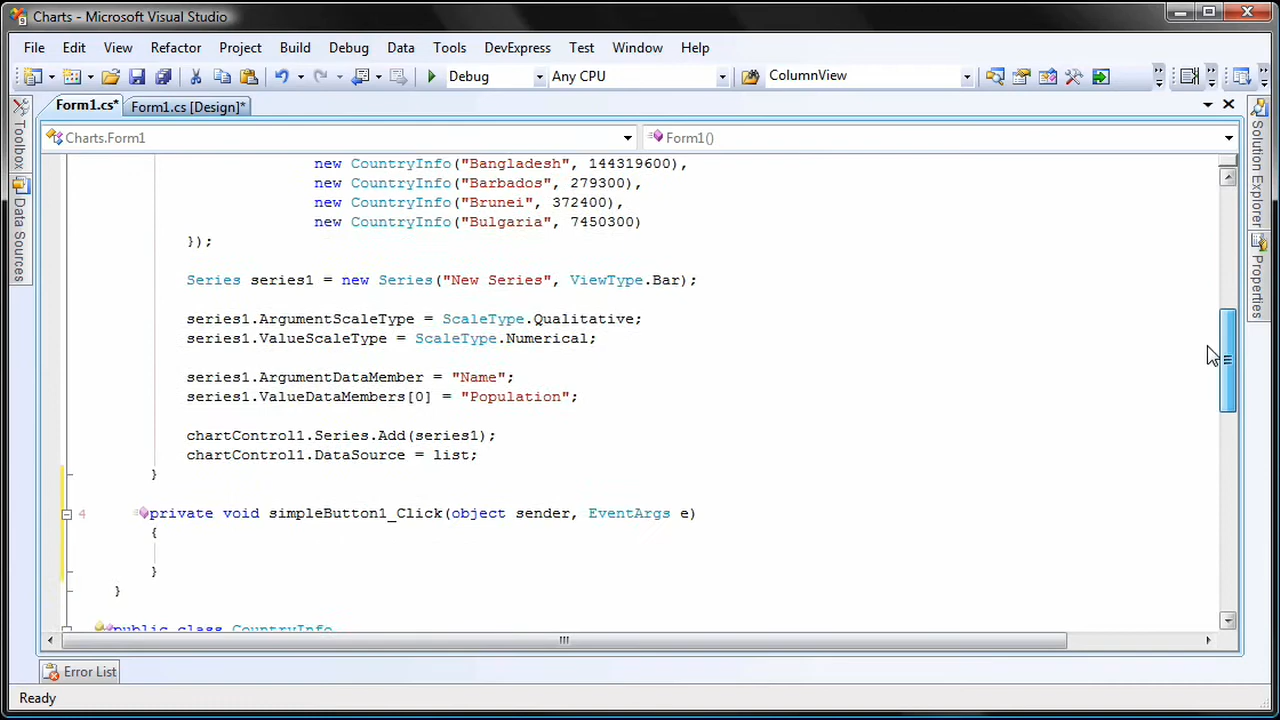 Charts - Microsoft Visual Studio
File Edit View Refactor Project Build Debug Data Tools DevExpress Test Window Help
Debug Any CPU ColumnView
Form1.cs* Form1.cs [Design]*
Charts.Form1 Form1()
Toolbox
Data Sources
Solution Explorer
Properties
new CountryInfo("Bangladesh", 144319600),
new CountryInfo("Barbados", 279300),
new CountryInfo("Brunei", 372400),
new CountryInfo("Bulgaria", 7450300)
});
Series series1 = new Series("New Series", ViewType.Bar);
series1.ArgumentScaleType = ScaleType.Qualitative;
series1.ValueScaleType = ScaleType.Numerical;
series1.ArgumentDataMember = "Name";
series1.ValueDataMembers[0] = "Population";
chartControl1.Series.Add(series1);
chartControl1.DataSource = list;
}
4 private void simpleButton1_Click(object sender, EventArgs e)
{
}
}
public class CountryInfo
Error List
Ready